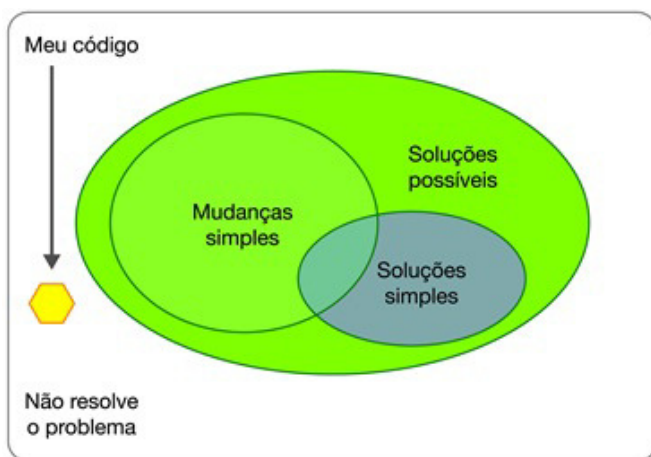 Meu código
Soluções
possíveis
Mudanças
simples
Soluções
simples
Não resolve
o problema